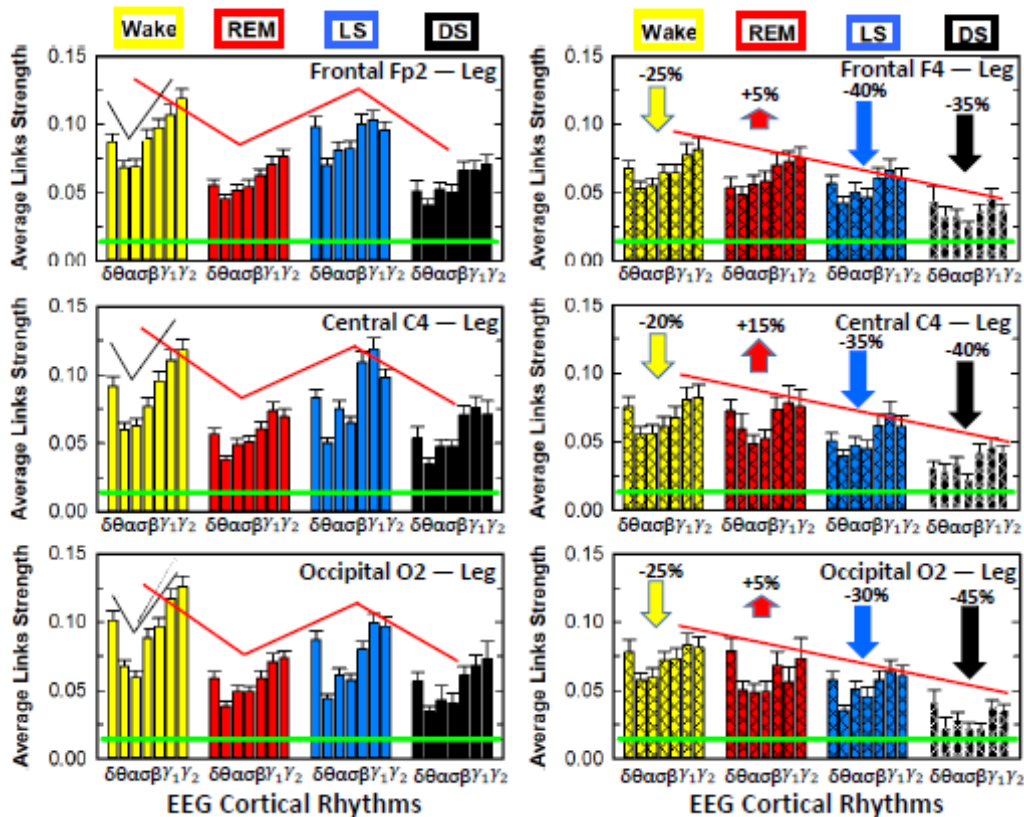 Wake REM LS DS
Average Links Strength
0.15
0.10
0.05
0.00
Frontal Fp2 — Leg
δθασβγ₁γ₂ δθασβγ₁γ₂ δθασβγ₁γ₂ δθασβγ₁γ₂
Average Links Strength
0.15
0.10
0.05
0.00
Central C4 — Leg
δθασβγ₁γ₂ δθασβγ₁γ₂ δθασβγ₁γ₂ δθασβγ₁γ₂
Average Links Strength
0.15
0.10
0.05
0.00
Occipital O2 — Leg
δθασβγ₁γ₂ δθασβγ₁γ₂ δθασβγ₁γ₂ δθασβγ₁γ₂
EEG Cortical Rhythms
Wake REM LS DS
Average Links Strength
0.15
0.10
0.05
0.00
Frontal F4 — Leg
-25% +5% -40% -35%
δθασβγ₁γ₂ δθασβγ₁γ₂ δθασβγ₁γ₂ δθασβγ₁γ₂
Average Links Strength
0.15
0.10
0.05
0.00
Central C4 — Leg
-20% +15% -35% -40%
δθασβγ₁γ₂ δθασβγ₁γ₂ δθασβγ₁γ₂ δθασβγ₁γ₂
Average Links Strength
0.15
0.10
0.05
0.00
Occipital O2 — Leg
-25% +5% -30% -45%
δθασβγ₁γ₂ δθασβγ₁γ₂ δθασβγ₁γ₂ δθασβγ₁γ₂
EEG Cortical Rhythms